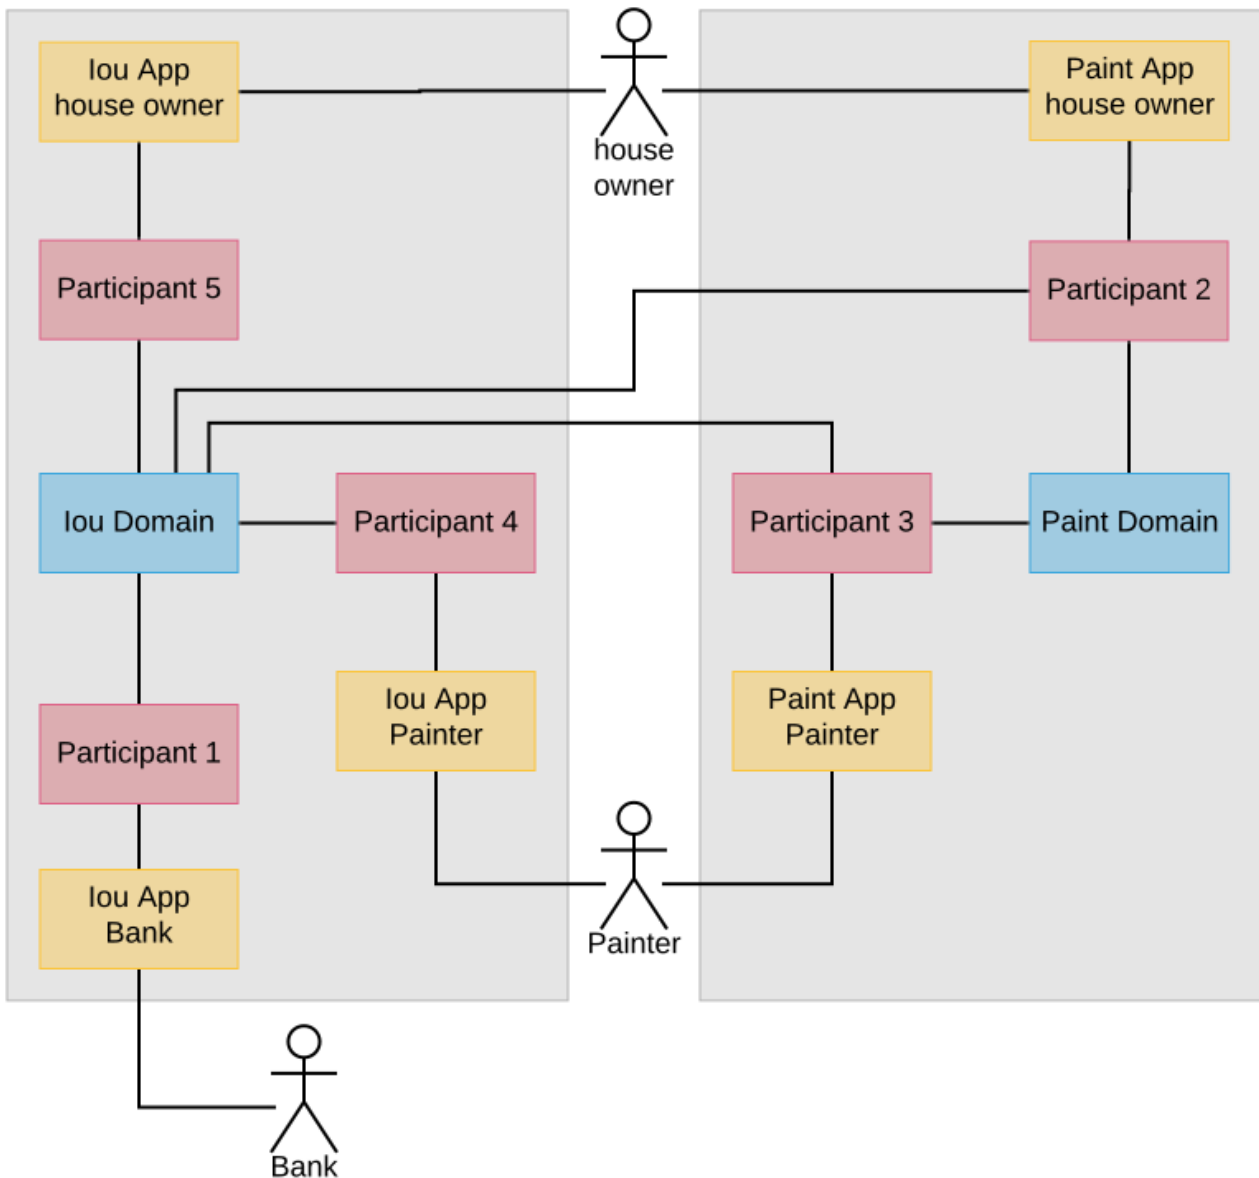 Iou App
house owner
house
owner
Paint App
house owner
Participant 5
Participant 2
Iou Domain
Participant 4
Participant 3
Paint Domain
Iou App
Painter
Paint App
Painter
Participant 1
Iou App
Bank
Painter
Bank